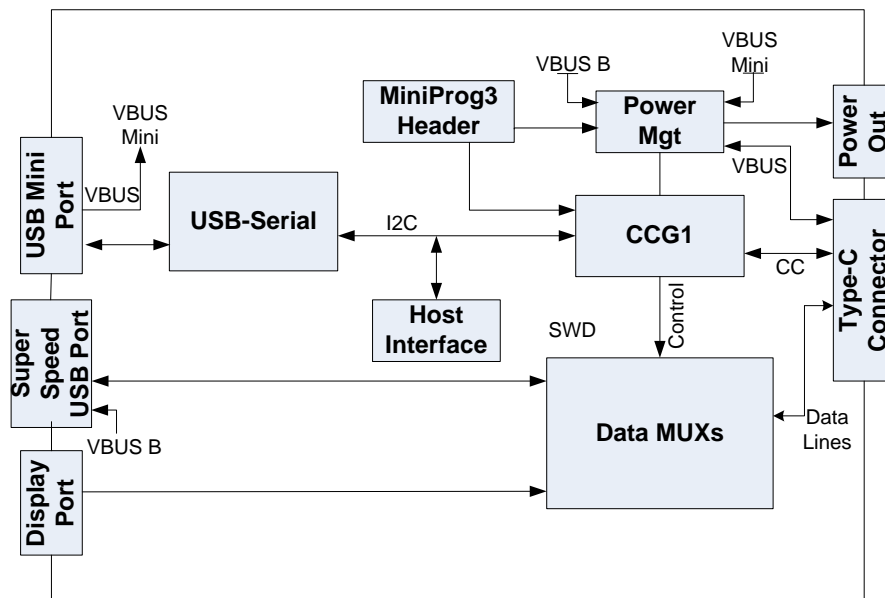 VBUS B
VBUS
Mini
MiniProg3
Header
Power
Mgt
Power
Out
VBUS
Mini
VBUS
VBUS
USB Mini
Port
USB-Serial
I2C
CCG1
CC
Type-C
Connector
Host
Interface
Control
SWD
Super
Speed
USB Port
VBUS B
Data MUXs
Data
Lines
Display
Port